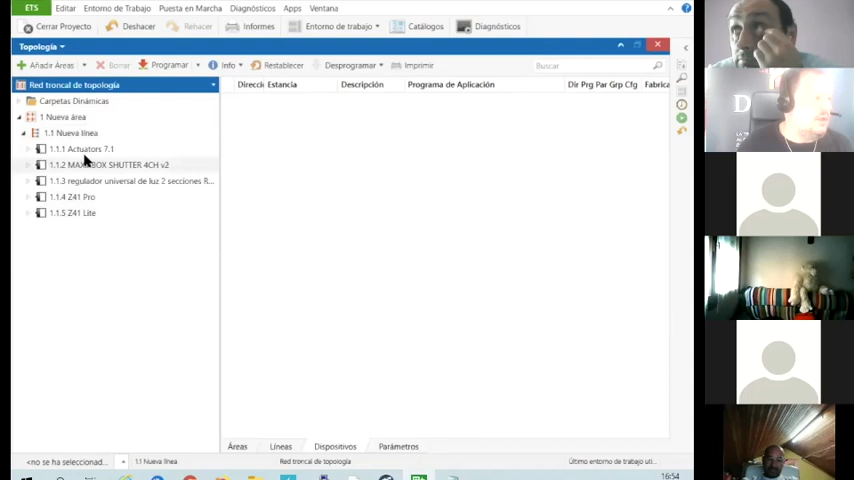 ETS Editar Entorno de Trabajo Puesta en Marcha Diagnósticos Apps Ventana
Cerrar Proyecto Deshacer Rehacer Informes Entorno de trabajo Catálogos Diagnósticos
Topología
Añadir Áreas Borrar Programar Info Restablecer Desprogramar Imprimir Buscar
Red troncal de topología
Direcci Estancia Descripción Programa de Aplicación Dir Prg Par Grp Cfg Fabrica
Carpetas Dinámicas
1 Nueva área
1.1 Nueva línea
1.1.1 Actuators 7.1
1.1.2 BOX SHUTTER 4CH v2
1.1.3 regulador universal de luz 2 secciones R...
1.1.4 Z41 Pro
1.1.5 Z41 Lite
Áreas Líneas Dispositivos Parámetros
<no se ha seleccionad... 1.1 Nueva línea Red troncal de topología Último entorno de trabajo uti...
16:54